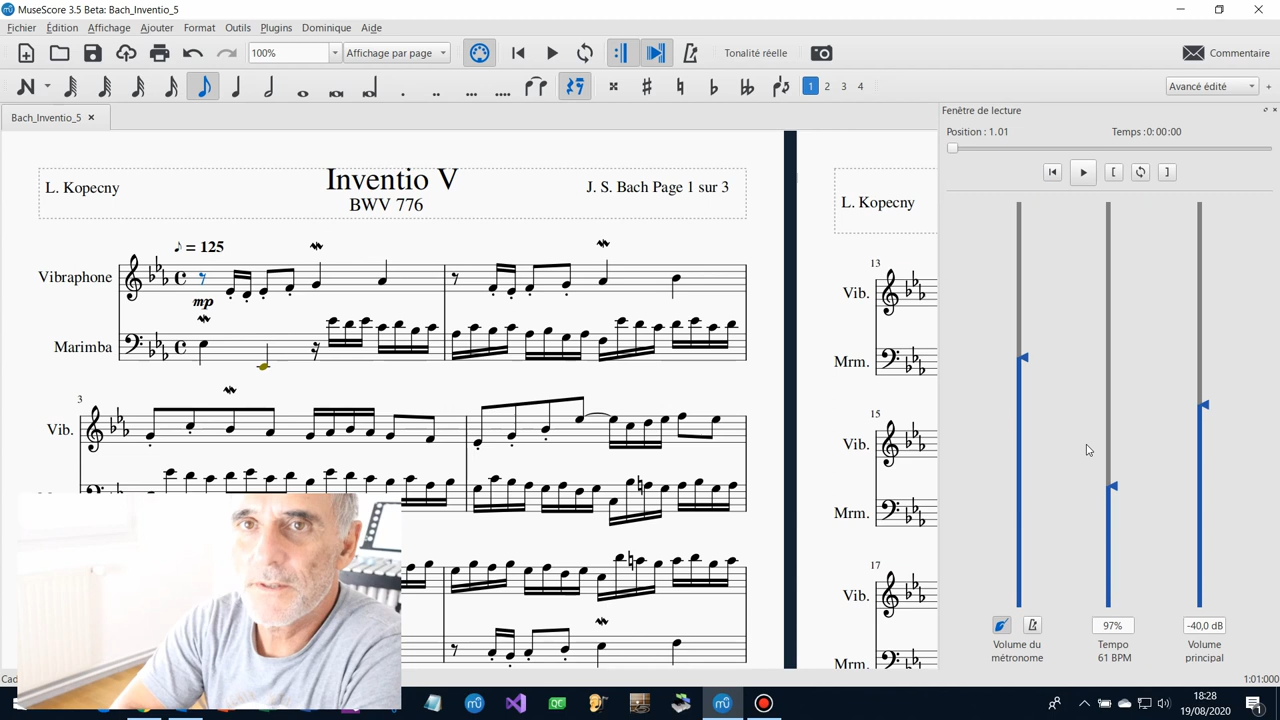 MuseScore 3.5 Beta: Bach_Inventio_5
Fichier Édition Affichage Ajouter Format Outils Plugins Dominique Aide
100% Affichage par page Tonalité réelle Commentaire
1 2 3 4 Avancé édité +
Bach_Inventio_5
Fenêtre de lecture
Position : 1.01 Temps :0:00:00
Inventio V
L. Kopecny J. S. Bach Page 1 sur 3
BWV 776
L. Kopecny
= 125
13
Vibraphone
Vib.
mp
Marimba
Mrm.
3
15
Vib.
Vib.
Mrm.
17
Vib.
97% -40,0 dB
Volume du métronome
Tempo
61 BPM
Volume principal
Mrm.
1:01:000
18:28
19/08/2020